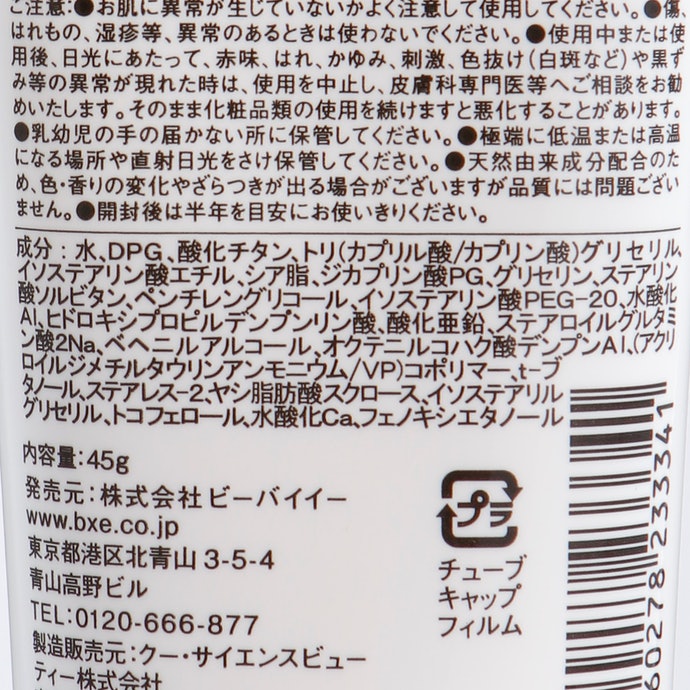 ご注意:●お肌に異常が生じていないかよく注意して使用してください。●傷、
はれもの、湿疹等、異常のあるときは使わないでください。●使用中または使
用後、日光にあたって、赤味、はれ、かゆみ、刺激、色抜け(白斑など)や黒ず
み等の異常が現れた時は、使用を中止し、皮膚科専門医等へご相談をお勧
めいたします。そのまま化粧品類の使用を続けますと悪化することがあります。
●乳幼児の手の届かない所に保管してください。●極端に低温または高温
になる場所や直射日光をさけ保管してください。●天然由来成分配合のた
め、色・香りの変化やざらつきが出る場合がございますが品質には問題ござい
ません。●開封後は半年を目安にお使いきりください。
成分:水、DPG、酸化チタン、トリ(カプリル酸/カプリン酸)グリセリル、
イソステアリン酸エチル、シア脂、ジカプリン酸PG、グリセリン、ステアリン
酸ソルビタン、ペンチレングリコール、イソステアリン酸PEG-20、水酸化
Al、ヒドロキシプロピルデンプンリン酸、酸化亜鉛、ステアロイルグルタミ
ン酸2Na、ベヘニルアルコール、オクテニルコハク酸デンプンAl、(アクリ
ロイルジメチルタウリンアンモニウム/VP)コポリマー、t-ブ
タノール、ステアレス-2、ヤシ脂肪酸スクロース、イソステアリル
グリセリル、トコフェロール、水酸化Ca、フェノキシエタノール
内容量:45g
発売元:株式会社ビーバイイー
www.bxe.co.jp
東京都港区北青山3-5-4
青山高野ビル
TEL:0120-666-877
製造販売元:クー・サイエンスビュー
ティー株式会社
プラ
チューブ
キャップ
フィルム
60278 233341